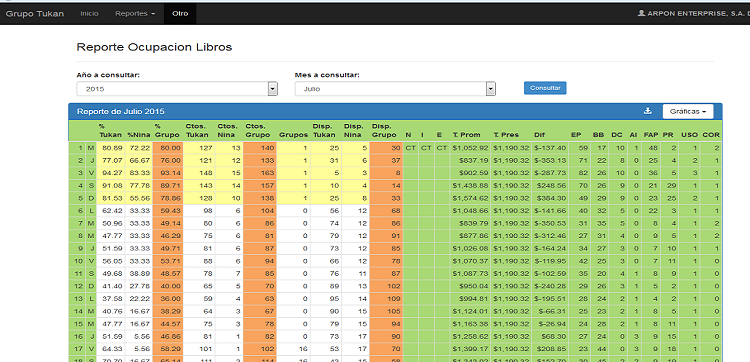 Grupo Tukan Inicio Reportes Otro ARPON ENTERPRISE, S.A. D
Reporte Ocupacion Libros
Año a consultar: Mes a consultar:
2015 Julio Consultar
Reporte de Julio 2015 Gráficas
% Tukan %Nina % Grupo Ctos. Tukan Ctos. Nina Ctos. Grupo Grupos Disp. Tukan Disp. Nina Disp. Grupo N I E T. Prom T. Pres Dif EP BB DC AI FAP PR USO COR
1 M 80.89 72.22 80.00 127 13 140 1 25 5 30 CT CT CT $1,052.92 $1,190.32 $-137.40 59 17 10 1 48 2 1 2
2 J 77.07 66.67 76.00 121 12 133 1 31 6 37 $837.19 $1,190.32 $-353.13 71 22 8 0 25 4 2 1
3 V 94.27 83.33 93.14 148 15 163 1 5 3 8 $902.59 $1,190.32 $-287.73 82 26 10 0 36 5 3 1
4 S 91.08 77.78 89.71 143 14 157 1 10 4 14 $1,438.88 $1,190.32 $248.56 70 26 9 0 21 29 1 1
5 D 81.53 55.56 78.86 128 10 138 1 25 8 33 $1,574.62 $1,190.32 $384.30 49 29 9 0 23 25 2 1
6 L 62.42 33.33 59.43 98 6 104 0 56 12 68 $1,048.66 $1,190.32 $-141.66 40 32 5 0 22 3 1 1
7 M 50.96 33.33 49.14 80 6 86 0 74 12 86 $839.79 $1,190.32 $-350.53 31 35 5 0 8 4 1 2
8 M 47.77 33.33 46.29 75 6 81 0 79 12 91 $877.86 $1,190.32 $-312.46 27 31 4 0 9 1 2
9 J 51.59 33.33 49.71 81 6 87 0 73 12 85 $1,026.08 $1,190.32 $-164.24 34 27 3 0 7 10 1 1
10 V 56.05 33.33 53.71 88 6 94 0 66 12 78 $1,070.37 $1,190.32 $-119.95 42 25 3 0 7 11 1 0
11 S 49.68 38.89 48.57 78 7 85 0 76 11 87 $1,087.73 $1,190.32 $-102.59 35 20 4 1 8 9 1 0
12 D 41.40 27.78 40.00 65 5 70 0 89 13 102 $950.04 $1,190.32 $-240.28 29 26 3 1 5 2 1 0
13 L 37.58 22.22 36.00 59 4 63 0 95 14 109 $994.81 $1,190.32 $-195.51 28 24 2 1 4 2 1 0
14 M 40.76 16.67 38.29 64 3 67 0 90 15 105 $1,124.01 $1,190.32 $-66.31 25 23 2 1 8 5 1 0
15 M 47.77 16.67 44.57 75 3 78 0 79 15 94 $1,163.38 $1,190.32 $-26.94 24 28 2 1 8 11 1 0
16 J 51.59 5.56 46.86 81 1 82 0 73 17 90 $1,258.62 $1,190.32 $68.30 27 24 0 3 9 15 1 0
17 V 64.33 5.56 58.29 101 1 102 16 53 17 70 $1,399.17 $1,190.32 $208.85 23 44 0 3 9 18 1 0